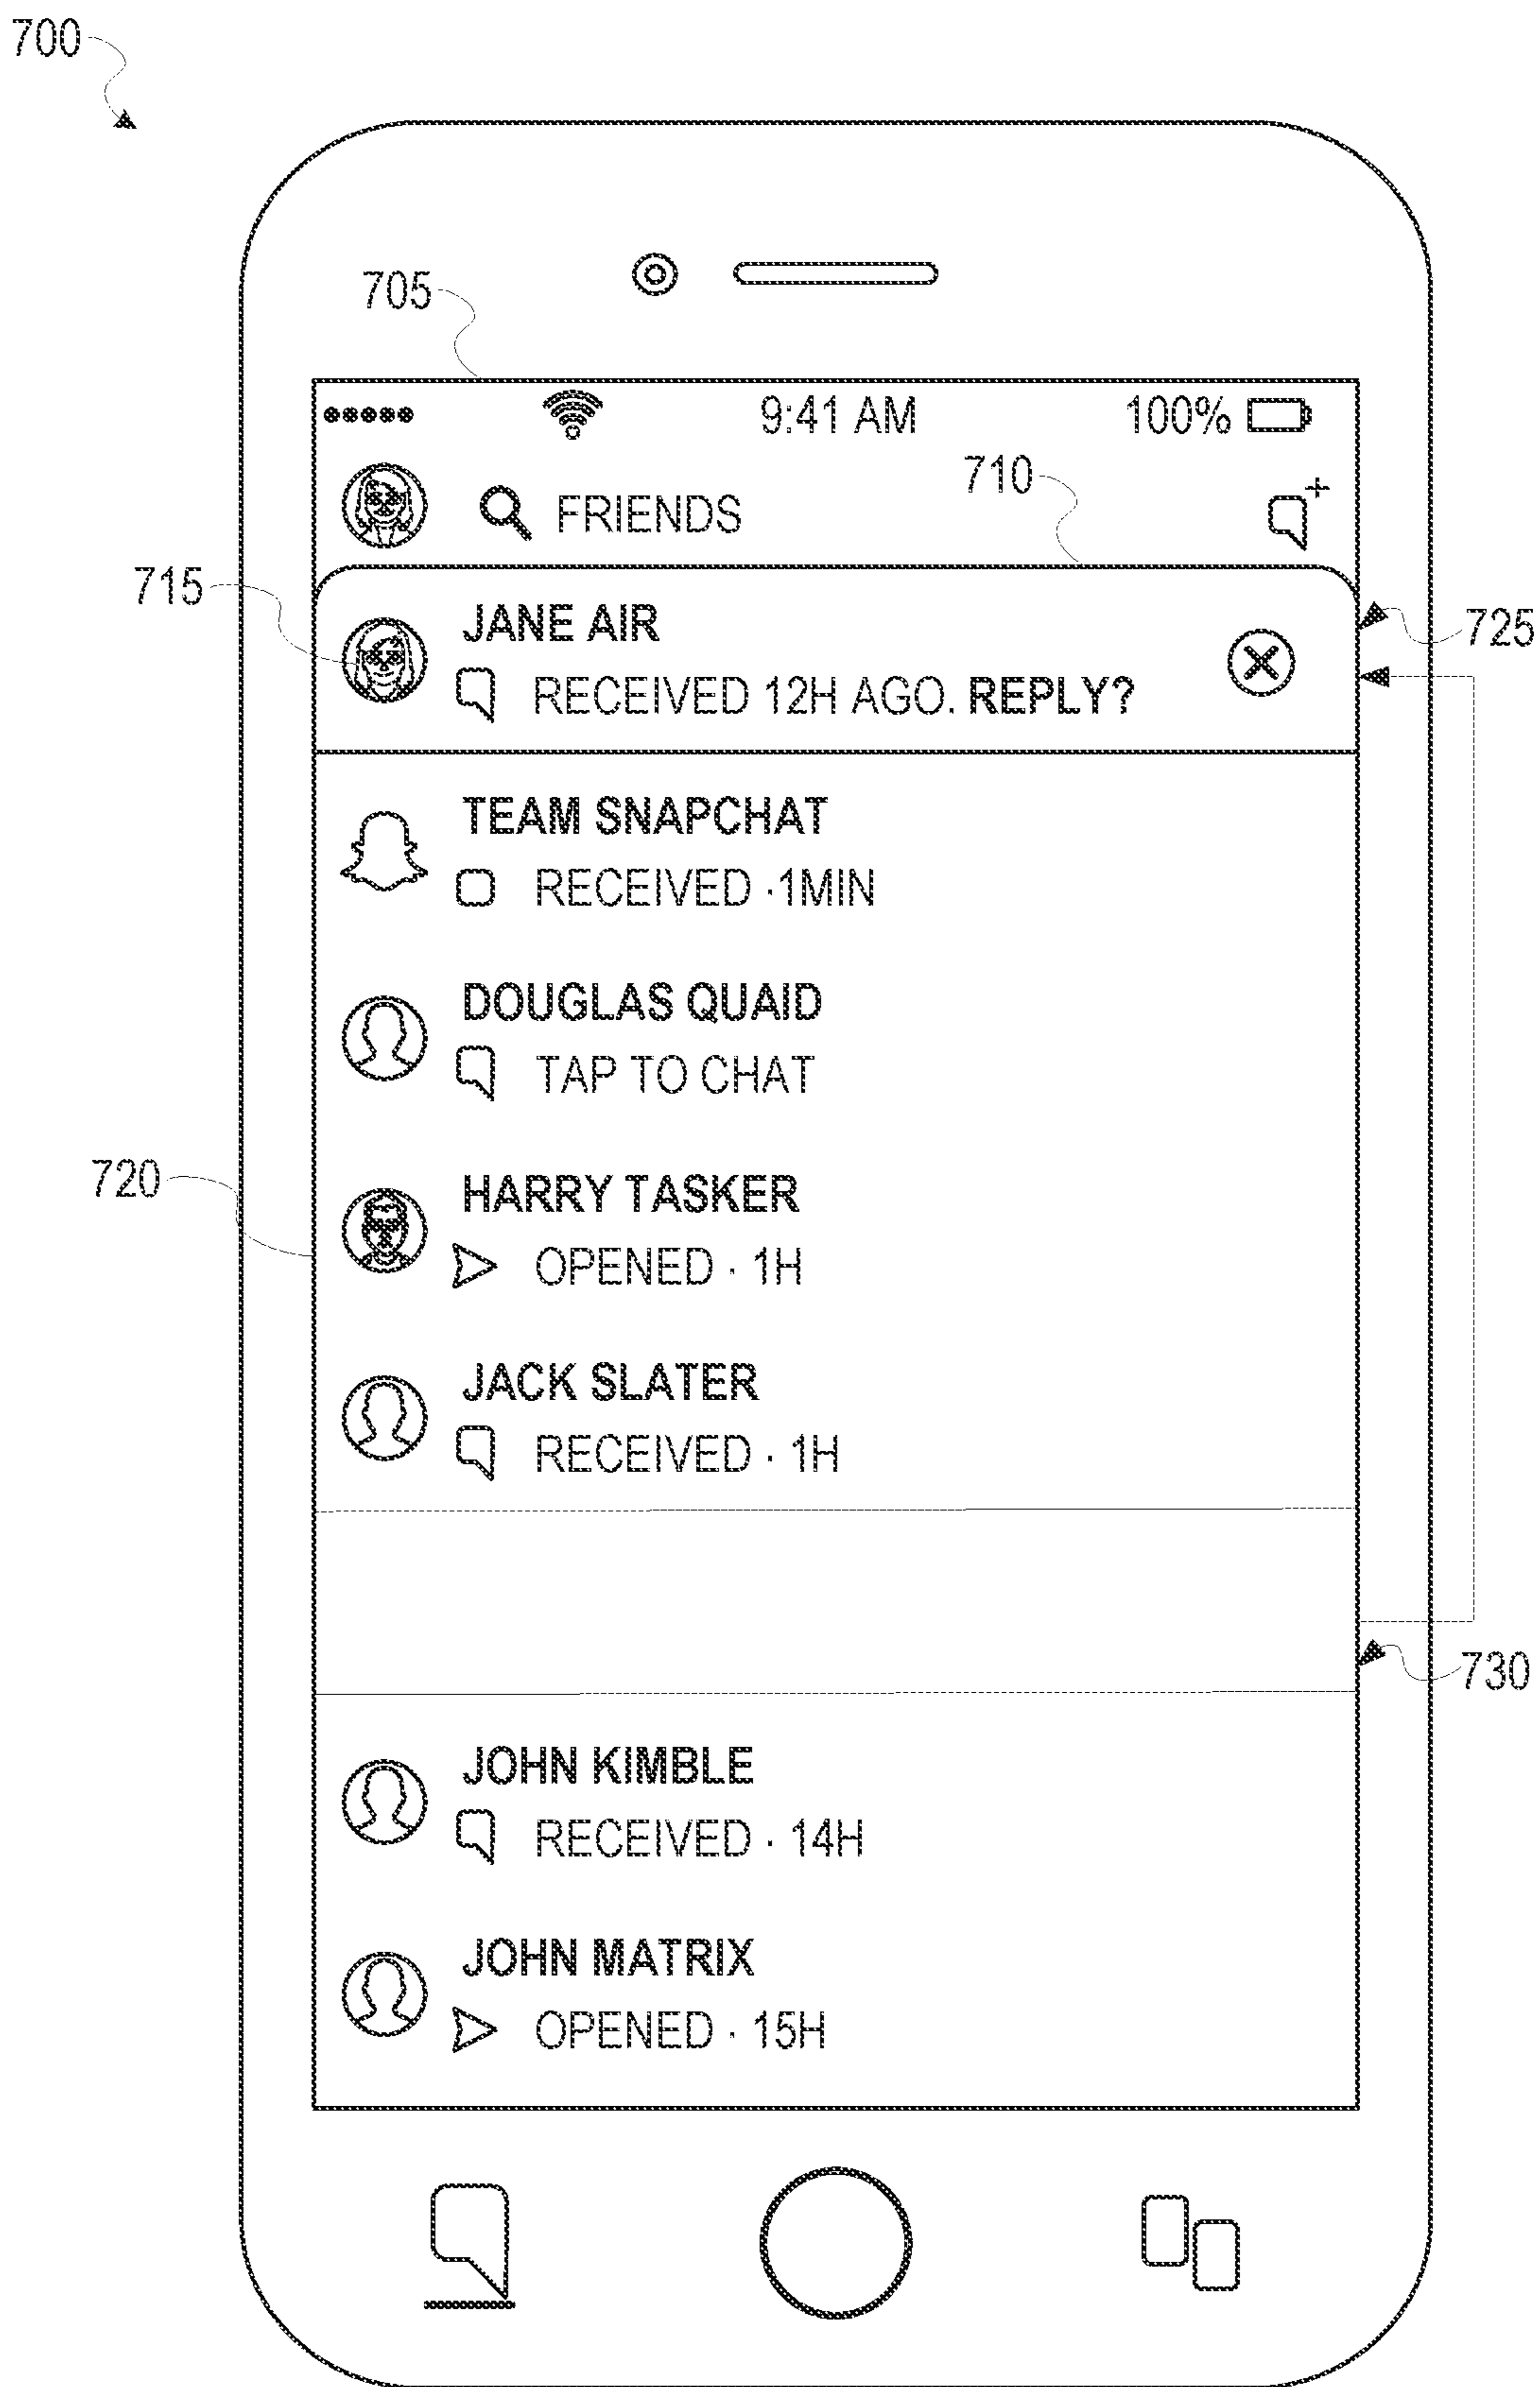 700
705
9:41 AM 100%
FRIENDS
710
715
JANE AIR
725
RECEIVED 12H AGO. REPLY?
TEAM SNAPCHAT
RECEIVED ·1MIN
DOUGLAS QUAID
TAP TO CHAT
720
HARRY TASKER
OPENED · 1H
JACK SLATER
RECEIVED · 1H
730
JOHN KIMBLE
RECEIVED · 14H
JOHN MATRIX
OPENED · 15H